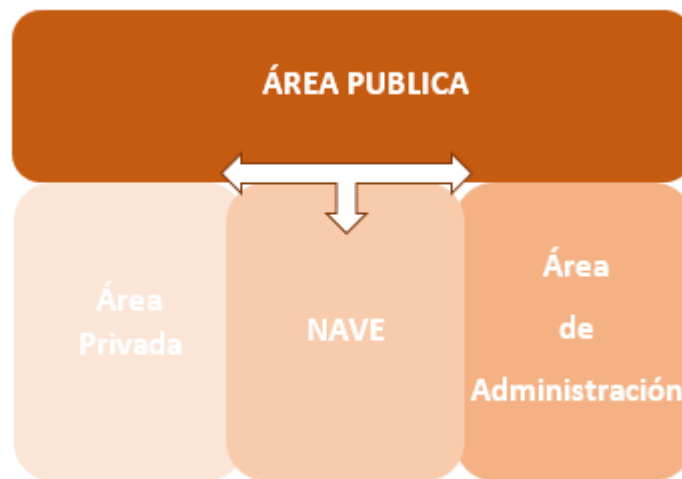 ÁREA PUBLICA
Área
Privada
NAVE
Área
de
Administración